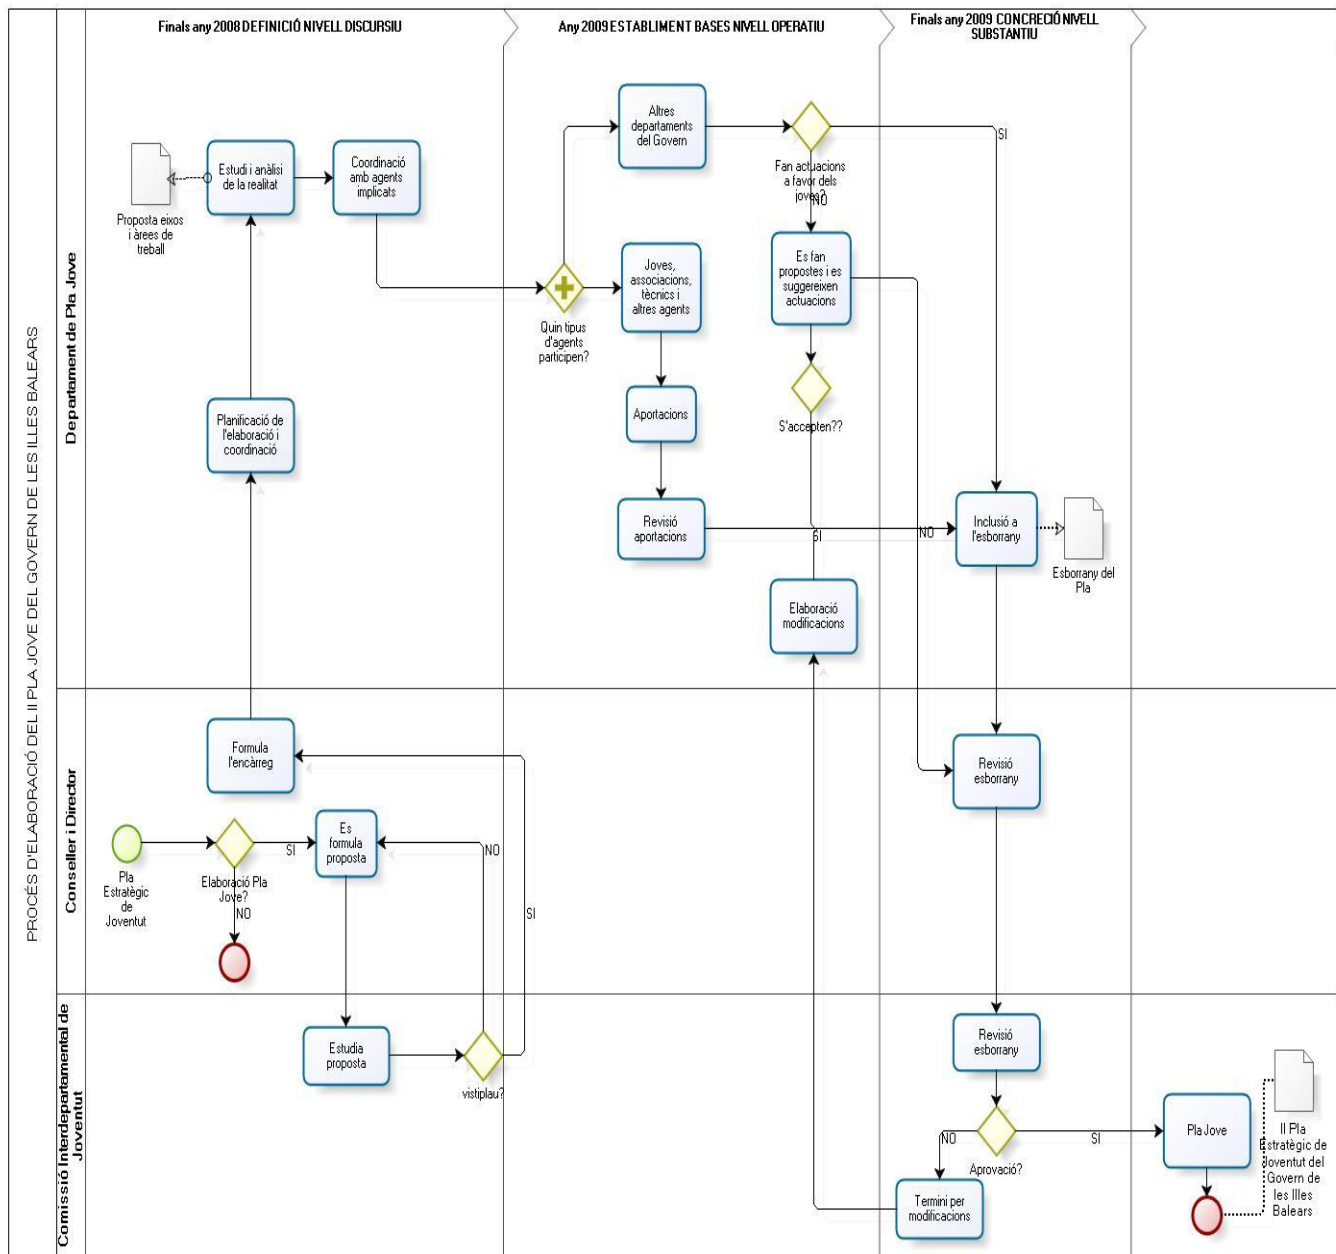 PROCÉS D'ELABORACIÓ DEL II PLA JOVE DEL GOVERN DE LES ILLES BALEARS
Finals any 2008 DEFINICIÓ NIVELL DISCURSIU
Any 2009 ESTABLIMENT BASES NIVELL OPERATIU
Finals any 2009 CONCRECIÓ NIVELL
SUBSTANTIU
Departament de Pla Jove
Proposta eixos
i àrees de
treball
Estudi i anàlisi
de la realitat
Coordinació
amb agents
implicats
Planificació de
l'elaboració i
coordinació
Quin tipus
d'agents
participen?
Altres
departaments
del Govern
Fan actuacions
a favor dels
joves?
SI
NO
Joves,
associacions,
tècnics i
altres agents
Es fan
propostes i es
suggereixen
actuacions
Aportacions
S'accepten??
Revisió
aportacions
SI
NO
Inclusió a
l'esborrany
Esborrany del
Pla
Elaboració
modificacions
Conseller i Director
Formula
l'encàrreg
Pla
Estratègic
de
Joventut
Elaboració Pla
Jove?
SI
NO
Es
formula
proposta
NO
SI
Revisió
esborrany
Comissió Interdepartamental de
Joventut
Estudia
proposta
vistiplau?
Revisió
esborrany
Aprovació?
NO
SI
Termini per
modificacions
Pla Jove
II Pla
Estratègic de
Joventut del
Govern de
les Illes
Balears